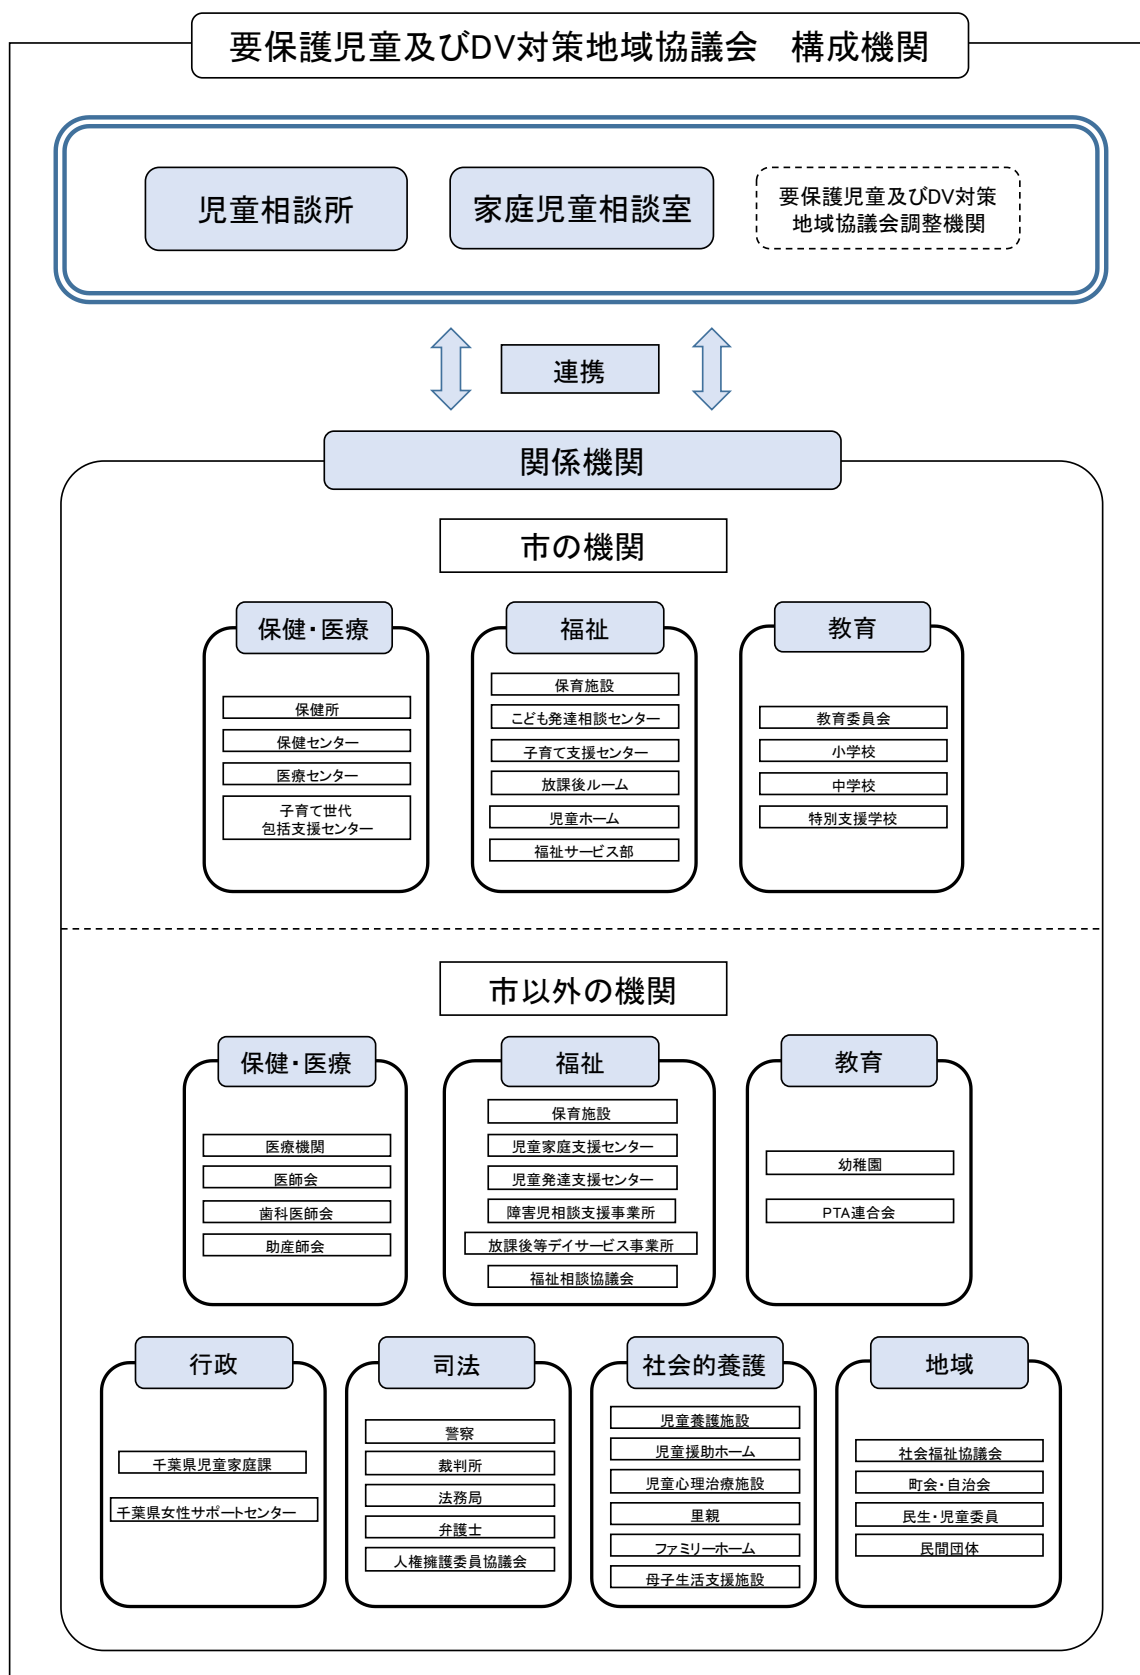 要保護児童及びDV対策地域協議会　構成機関
児童相談所
家庭児童相談室
要保護児童及びDV対策
地域協議会調整機関
連携
関係機関
市の機関
保健・医療
保健所
保健センター
医療センター
子育て世代
包括支援センター
福祉
保育施設
こども発達相談センター
子育て支援センター
放課後ルーム
児童ホーム
福祉サービス部
教育
教育委員会
小学校
中学校
特別支援学校
市以外の機関
保健・医療
医療機関
医師会
歯科医師会
助産師会
福祉
保育施設
児童家庭支援センター
児童発達支援センター
障害児相談支援事業所
放課後等デイサービス事業所
福祉相談協議会
教育
幼稚園
PTA連合会
行政
千葉県児童家庭課
千葉県女性サポートセンター
司法
警察
裁判所
法務局
弁護士
人権擁護委員協議会
社会的養護
児童養護施設
児童援助ホーム
児童心理治療施設
里親
ファミリーホーム
母子生活支援施設
地域
社会福祉協議会
町会・自治会
民生・児童委員
民間団体